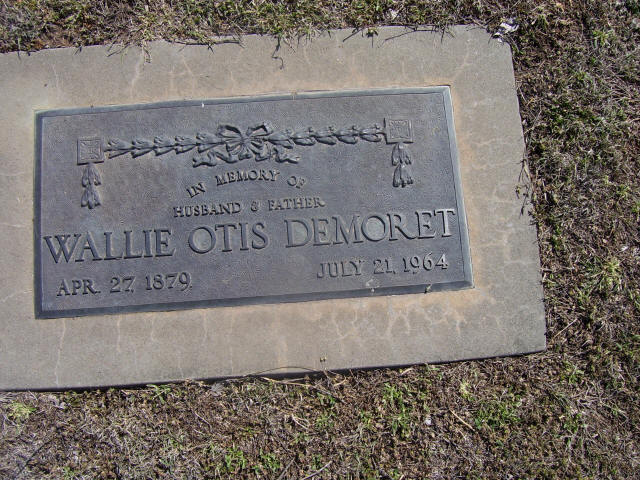 IN MEMORY OF
HUSBAND & FATHER
WALLIE OTIS DEMORET
APR. 27, 1879 JULY 21, 1964